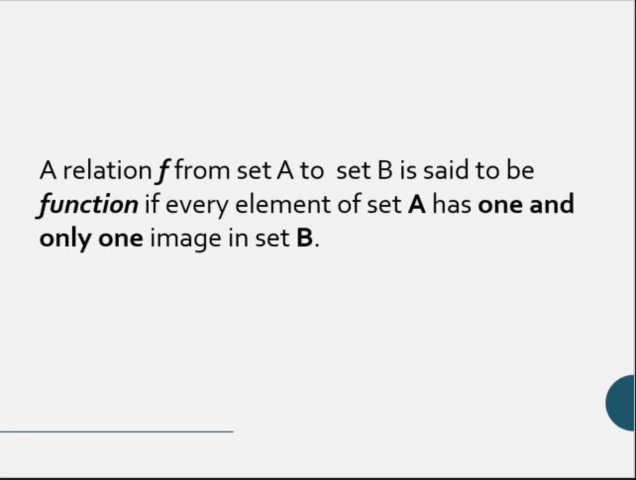 A relation f from set A to set B is said to be
function if every element of set A has one and
only one image in set B.